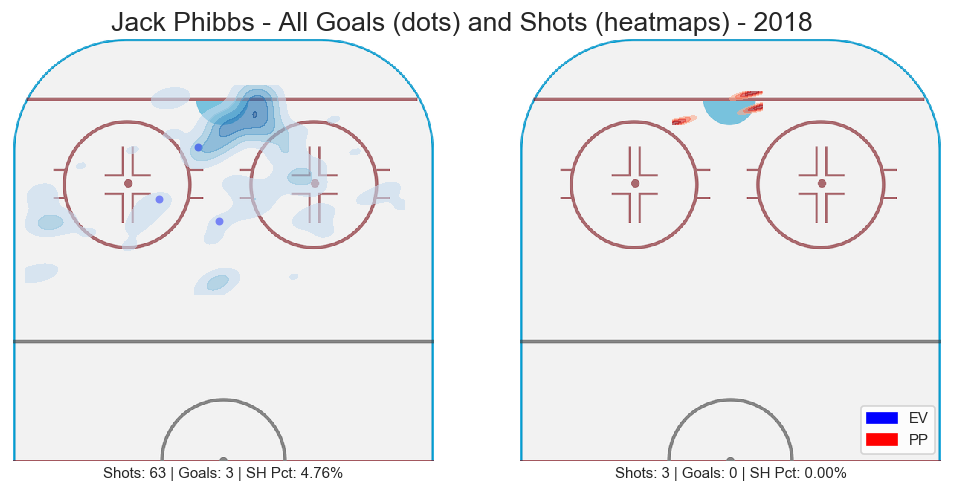 Jack Phibbs - All Goals (dots) and Shots (heatmaps) - 2018
EV
PP
Shots: 63 | Goals: 3 | SH Pct: 4.76%
Shots: 3 | Goals: 0 | SH Pct: 0.00%